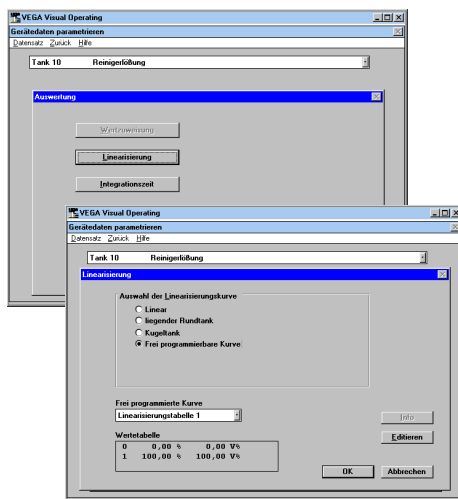 VEGA Visual Operating
Gerätedaten parametrieren
Datensatz Zurück Hilfe
Tank 10 Reinigerlößung
Auswertung
Wertzuweisung
Linearisierung
Integrationszeit
VEGA Visual Operating
Gerätedaten parametrieren
Datensatz Zurück Hilfe
Tank 10 Reinigerlößung
Linearisierung
Auswahl der Linearisierungskurve
Linear
liegender Rundtank
Kugeltank
Frei programmierbare Kurve
Frei programmierte Kurve
Linearisierungstabelle 1
Info
Wertetabelle
Editieren
0 0,00 % 0,00 V%
1 100,00 % 100,00 V%
OK Abbrechen